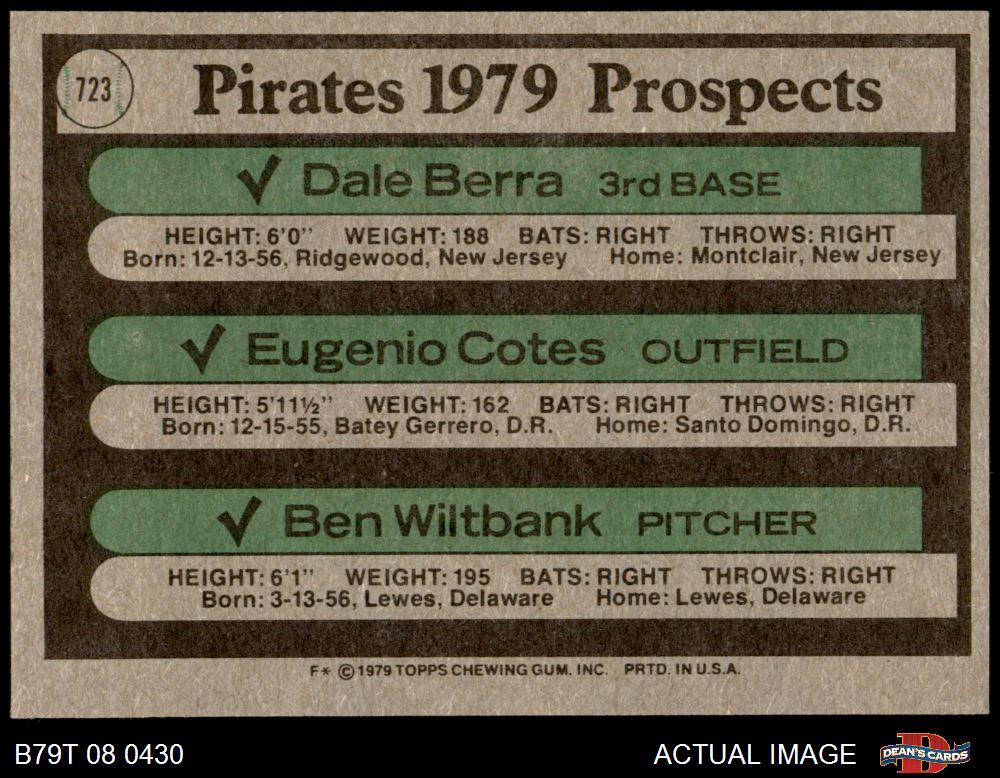 723
Pirates 1979 Prospects
✓ Dale Berra 3rd BASE
HEIGHT: 6'0" WEIGHT: 188 BATS: RIGHT THROWS: RIGHT
Born: 12-13-56, Ridgewood, New Jersey Home: Montclair, New Jersey
✓ Eugenio Cotes OUTFIELD
HEIGHT: 5'11½" WEIGHT: 162 BATS: RIGHT THROWS: RIGHT
Born: 12-15-55, Batey Gerrero, D.R. Home: Santo Domingo, D.R.
✓ Ben Wiltbank PITCHER
HEIGHT: 6'1" WEIGHT: 195 BATS: RIGHT THROWS: RIGHT
Born: 3-13-56, Lewes, Delaware Home: Lewes, Delaware
F* © 1979 TOPPS CHEWING GUM, INC. PRTD. IN U.S.A.
B79T 08 0430 ACTUAL IMAGE D DEAN'S CARDS